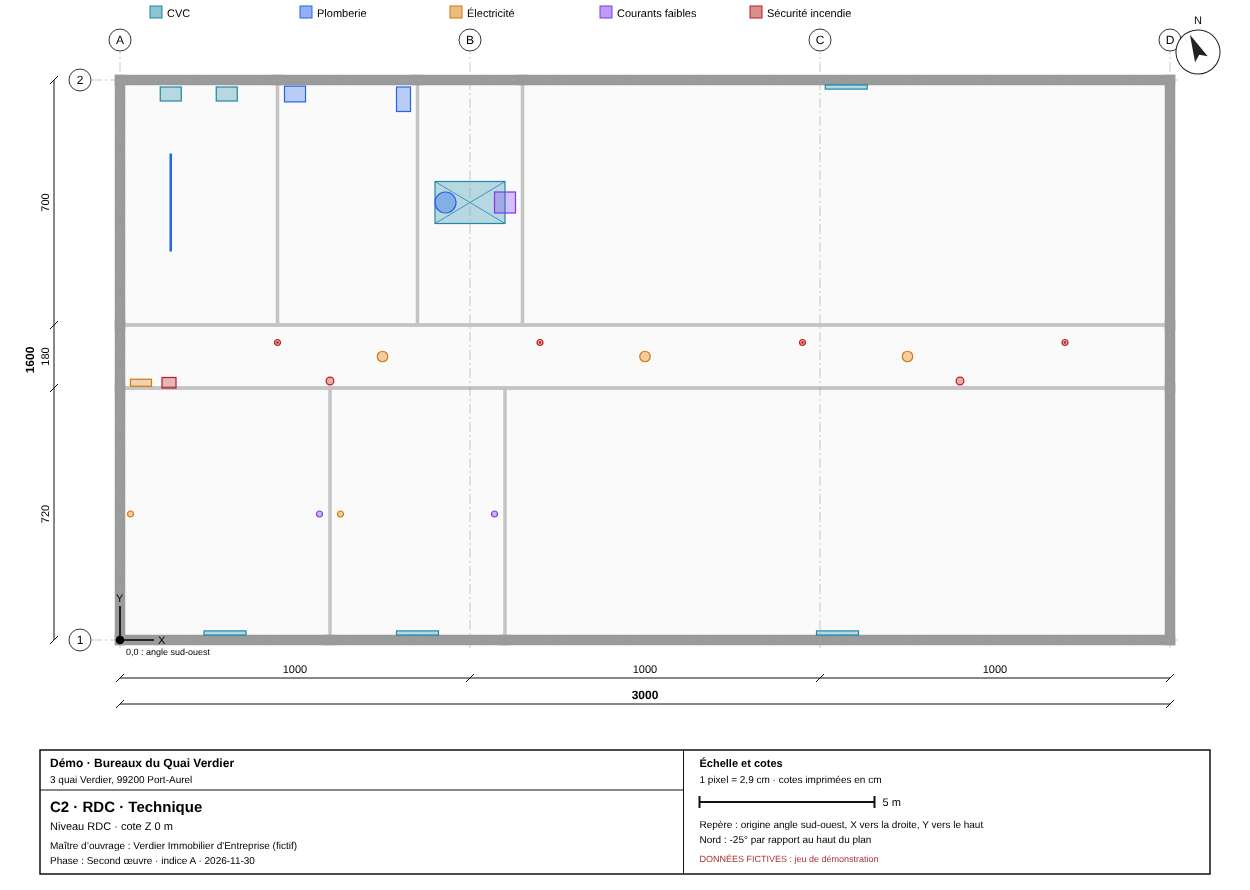 CVC
Plomberie
Électricité
Courants faibles
Sécurité incendie
N
A
B
C
D
2
700
180
1600
720
Y
1
X
0,0 : angle sud-ouest
1000
1000
1000
3000
Démo · Bureaux du Quai Verdier
3 quai Verdier, 99200 Port-Aurel
C2 · RDC · Technique
Niveau RDC · cote Z 0 m
Maître d'ouvrage : Verdier Immobilier d'Entreprise (fictif)
Phase : Second œuvre · indice A · 2026-11-30
Échelle et cotes
1 pixel = 2,9 cm · cotes imprimées en cm
5 m
Repère : origine angle sud-ouest, X vers la droite, Y vers le haut
Nord : -25° par rapport au haut du plan
DONNÉES FICTIVES : jeu de démonstration